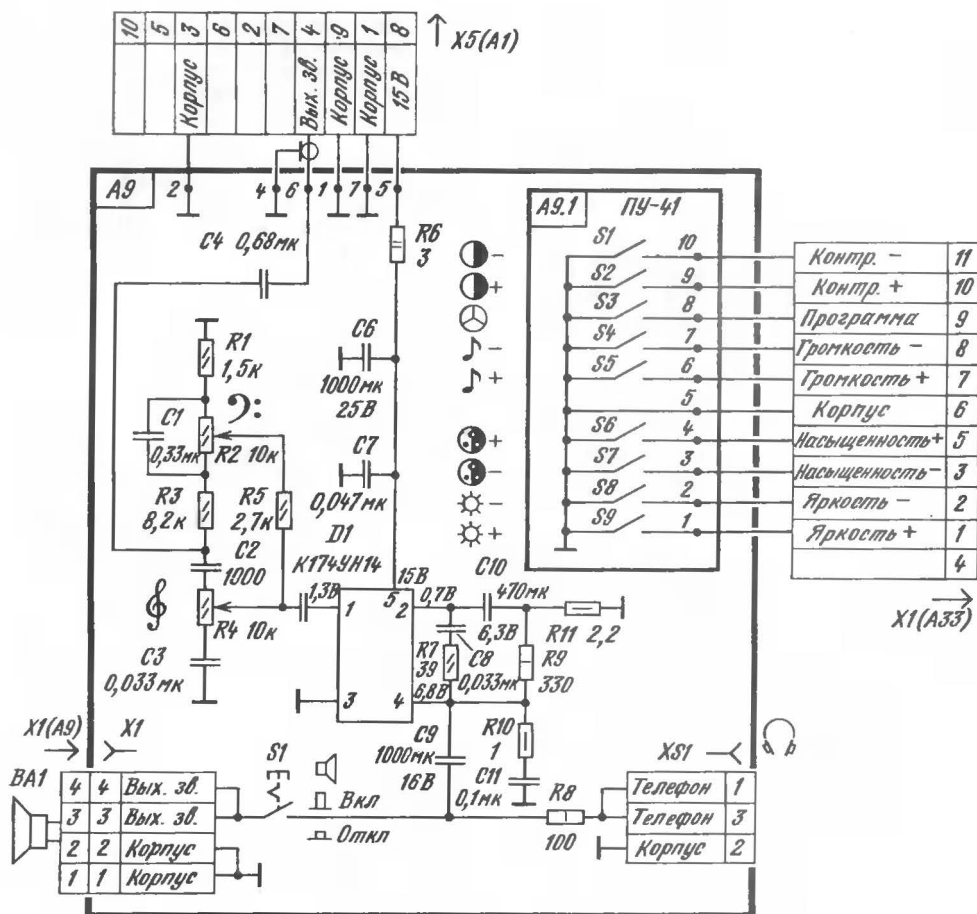 10 5 3 6 2 7 4 9 1 8
Корпус Вых. зв. Корпус Корпус 15 В
X5(A1)
A9
2 4 6 1 7 5
C4 0,68мк
R6
3
A9.1 ПУ-41
S1 10
S2 9
S3 8
S4 7
S5 6
5
S6 4
S7 3
S8 2
S9 1
Контр. - 11
Контр. + 10
Программа 9
Громкость - 8
Громкость + 7
Корпус 6
Насыщенность+ 5
Насыщенность- 3
Яркость - 2
Яркость + 1
4
X1(A33)
-
+
-
+
+
-
-
+
R1
1,5к
C6
1000мк
25В
C1
0,33мк
R2 10к
C7
0,047мк
R3
8,2к
R5
2,7к
D1
К174УН14
C2
1000
R4 10к
C3
0,033мк
1,3В
15В
5
1 2
3 4
0,7В
6,8В
C10
470мк
6,3В
R11 2,2
R7
39
C8
0,033мк
R9
330
C9
1000мк
16В
R10
1
C11
0,1мк
R8
100
X1(A9) X1
BA1
4 4 Вых. зв.
3 3 Вых. зв.
2 2 Корпус
1 1 Корпус
S1
Вкл
Откл
XS1
Телефон 1
Телефон 3
Корпус 2